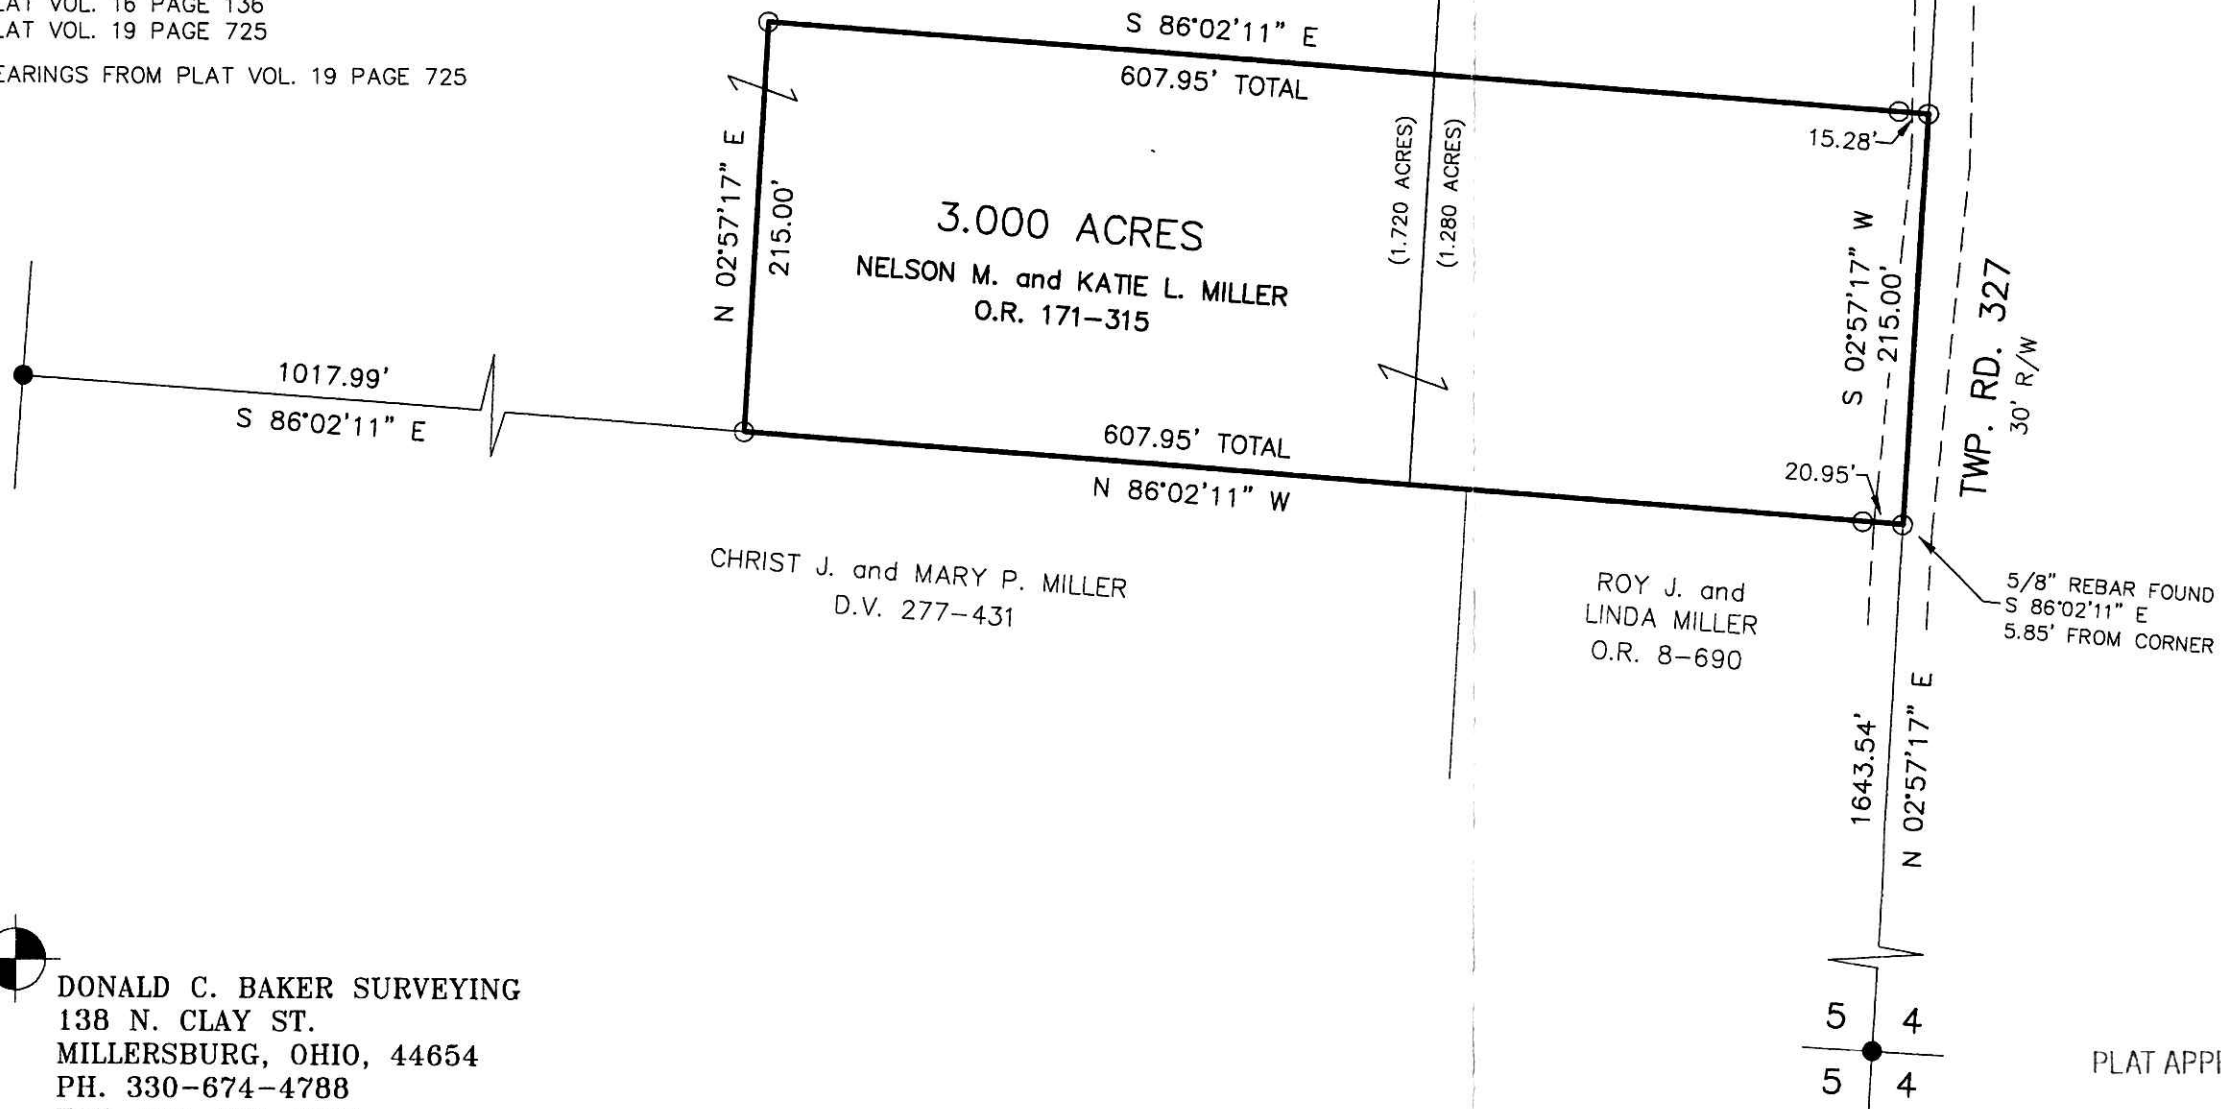 PLAT VOL. 16 PAGE 136
PLAT VOL. 19 PAGE 725
BEARINGS FROM PLAT VOL. 19 PAGE 725
S 86°02'11" E
607.95' TOTAL
15.28'
N 02°57'17" E
215.00'
3.000 ACRES
NELSON M. and KATIE L. MILLER
O.R. 171-315
(1.720 ACRES)
(1.280 ACRES)
S 02°57'17" W
215.00'
TWP. RD. 327
30' R/W
1017.99'
S 86°02'11" E
607.95' TOTAL
N 86°02'11" W
20.95'
5/8" REBAR FOUND
S 86°02'11" E
5.85' FROM CORNER
CHRIST J. and MARY P. MILLER
D.V. 277-431
ROY J. and
LINDA MILLER
O.R. 8-690
1643.54'
N 02°57'17" E
5 4
5 4
DONALD C. BAKER SURVEYING
138 N. CLAY ST.
MILLERSBURG, OHIO, 44654
PH. 330-674-4788
PLAT APP